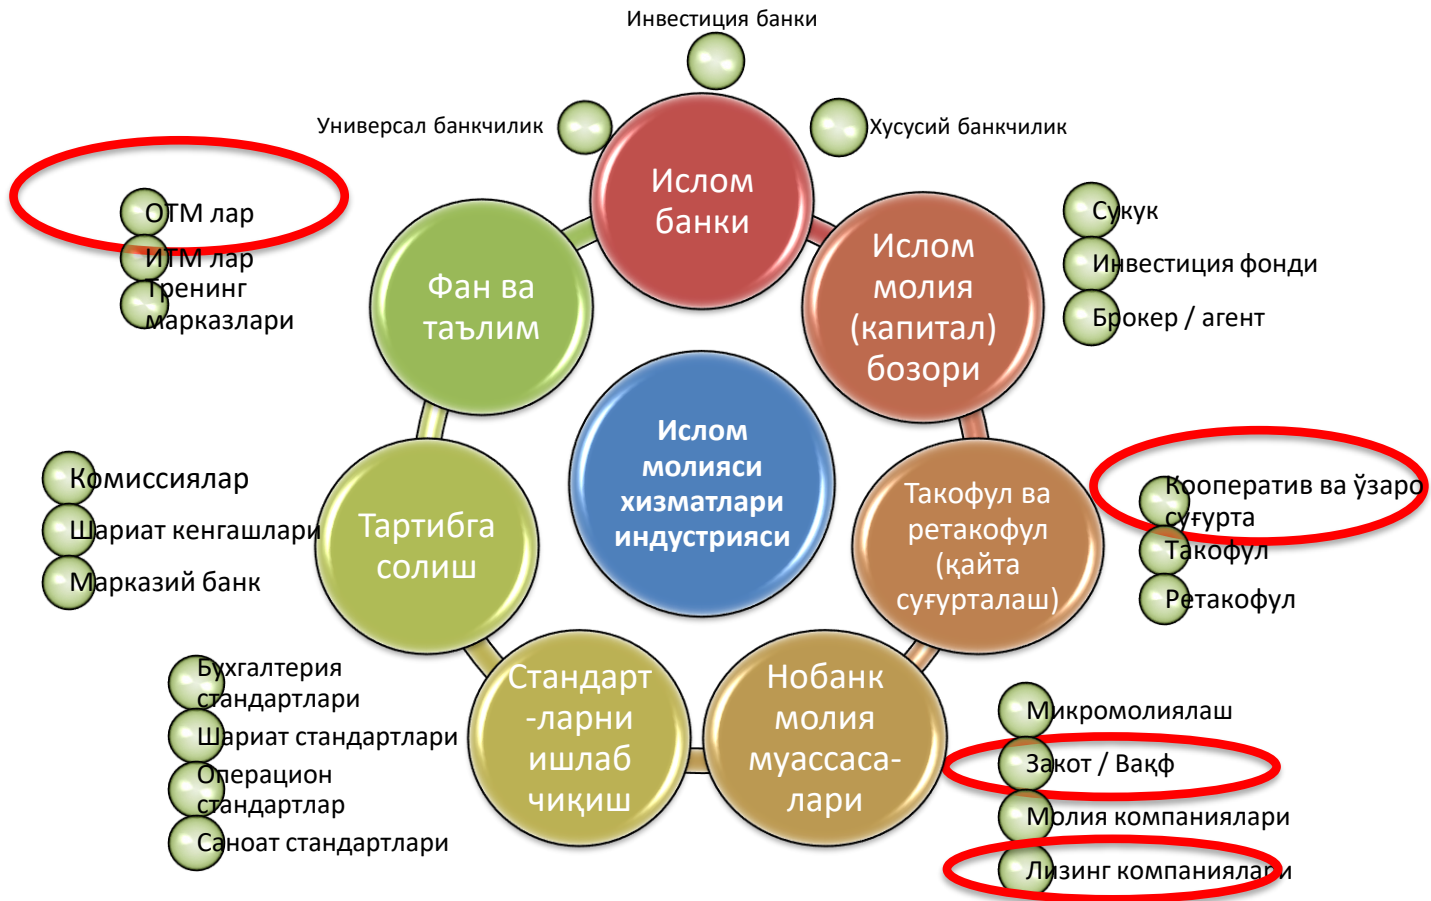 Инвестиция банки
Универсал банкчилик
Хусусий банкчилик
Ислом
банки
Ислом
молия
(капитал)
бозори
Сукук
Инвестиция фонди
Брокер / агент
Такофул ва
ретакофул
(қайта
суғурталаш)
Кооператив ва ўзаро
суғурта
Такофул
Ретакофул
Нобанк
молия
муассаса-
лари
Микромолиялаш
Закот / Вақф
Молия компаниялари
Лизинг компаниялари
Стандарт
-ларни
ишлаб
чиқиш
Бухгалтерия
стандартлари
Шариат стандартлари
Операцион
стандартлар
Саноат стандартлари
Тартибга
солиш
Комиссиялар
Шариат кенгашлари
Марказий банк
Фан ва
таълим
ОТМ лар
ИТМ лар
Тренинг
марказлари
Ислом
молияси
хизматлари
индустрияси